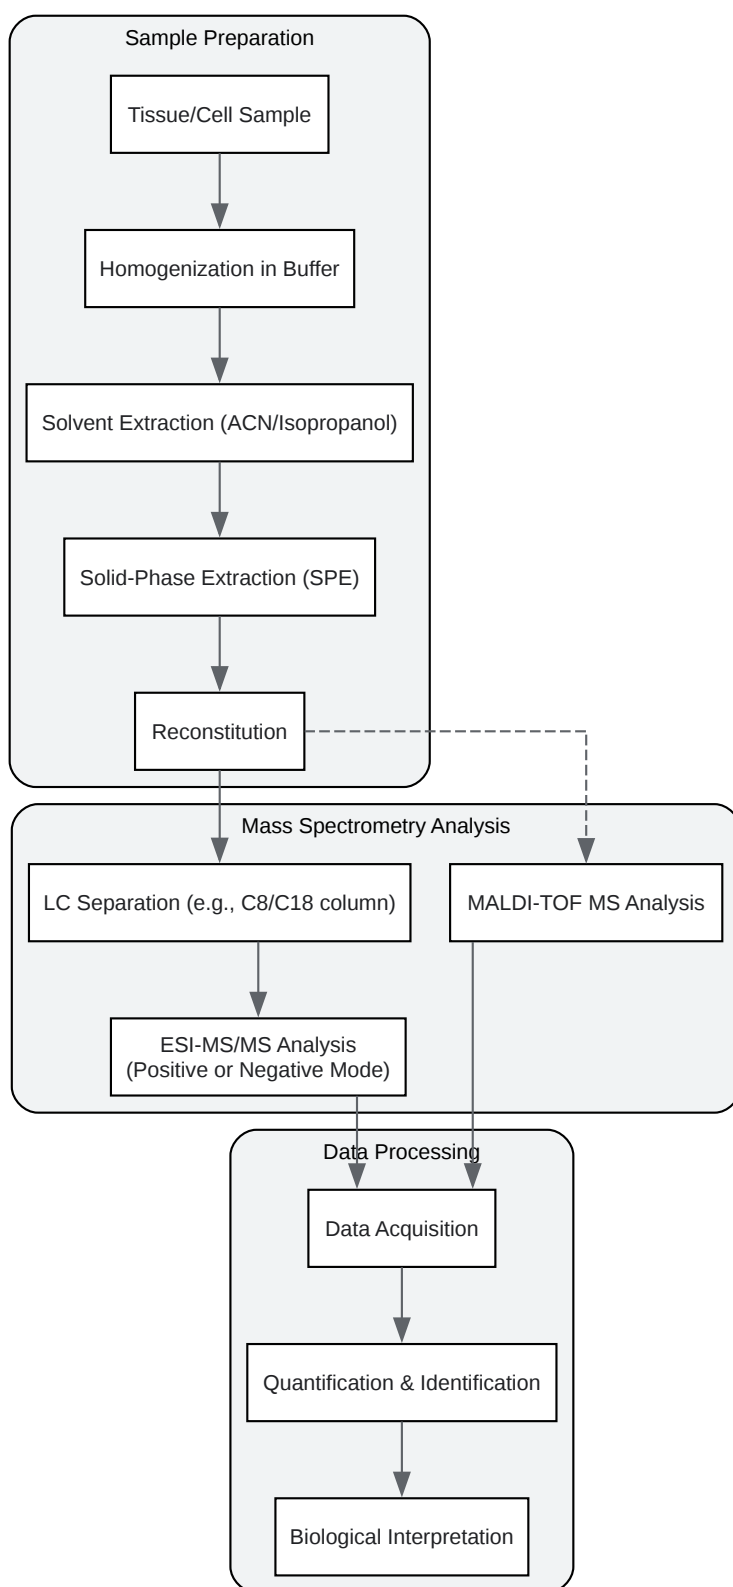 Sample Preparation
Tissue/Cell Sample
Homogenization in Buffer
Solvent Extraction (ACN/Isopropanol)
Solid-Phase Extraction (SPE)
Reconstitution
Mass Spectrometry Analysis
LC Separation (e.g., C8/C18 column)
MALDI-TOF MS Analysis
ESI-MS/MS Analysis
(Positive or Negative Mode)
Data Processing
Data Acquisition
Quantification & Identification
Biological Interpretation